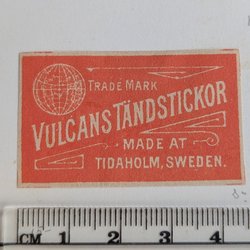 TRADE MARK
VULCANS TÄNDSTICKOR
MADE AT
TIDAHOLM, SWEDEN.
CM 1 2 3 4